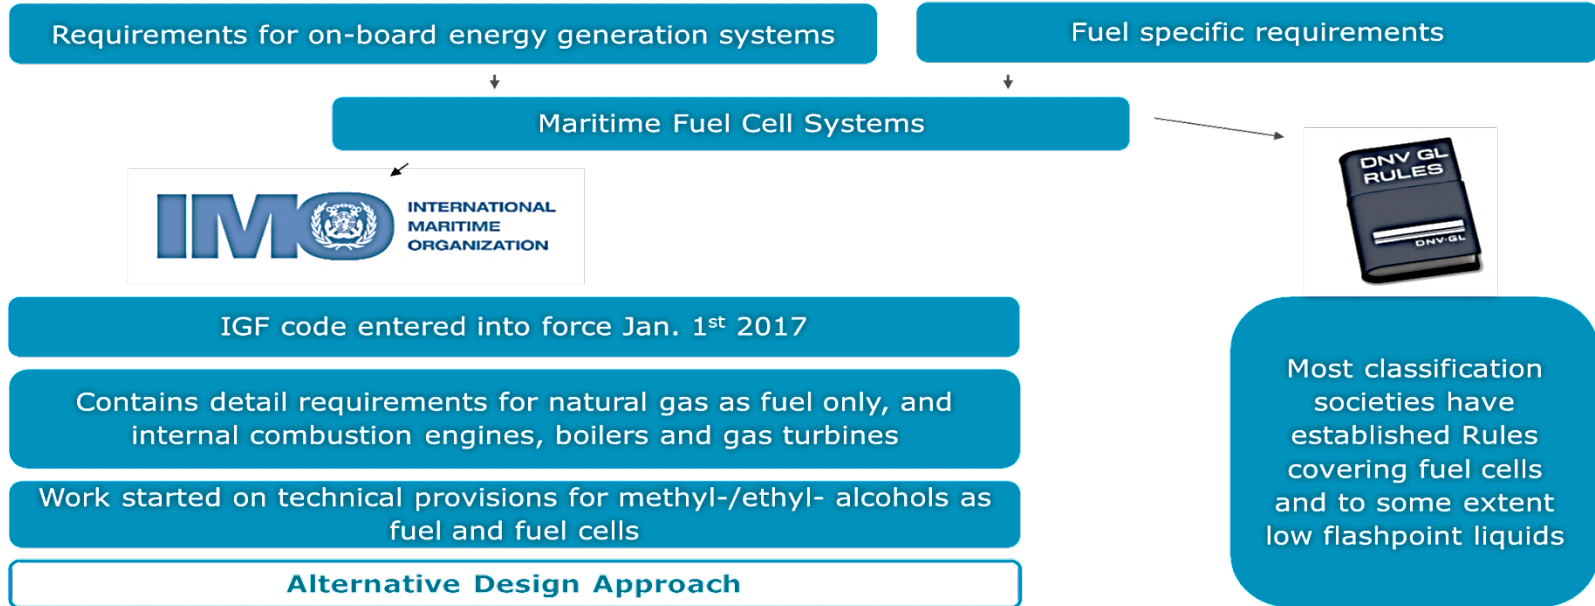 Requirements for on-board energy generation systems
Fuel specific requirements
Maritime Fuel Cell Systems
IMO
INTERNATIONAL
MARITIME
ORGANIZATION
DNV GL
RULES
DNV·GL
IGF code entered into force Jan. 1st 2017
Contains detail requirements for natural gas as fuel only, and
internal combustion engines, boilers and gas turbines
Work started on technical provisions for methyl-/ethyl- alcohols as
fuel and fuel cells
Alternative Design Approach
Most classification
societies have
established Rules
covering fuel cells
and to some extent
low flashpoint liquids